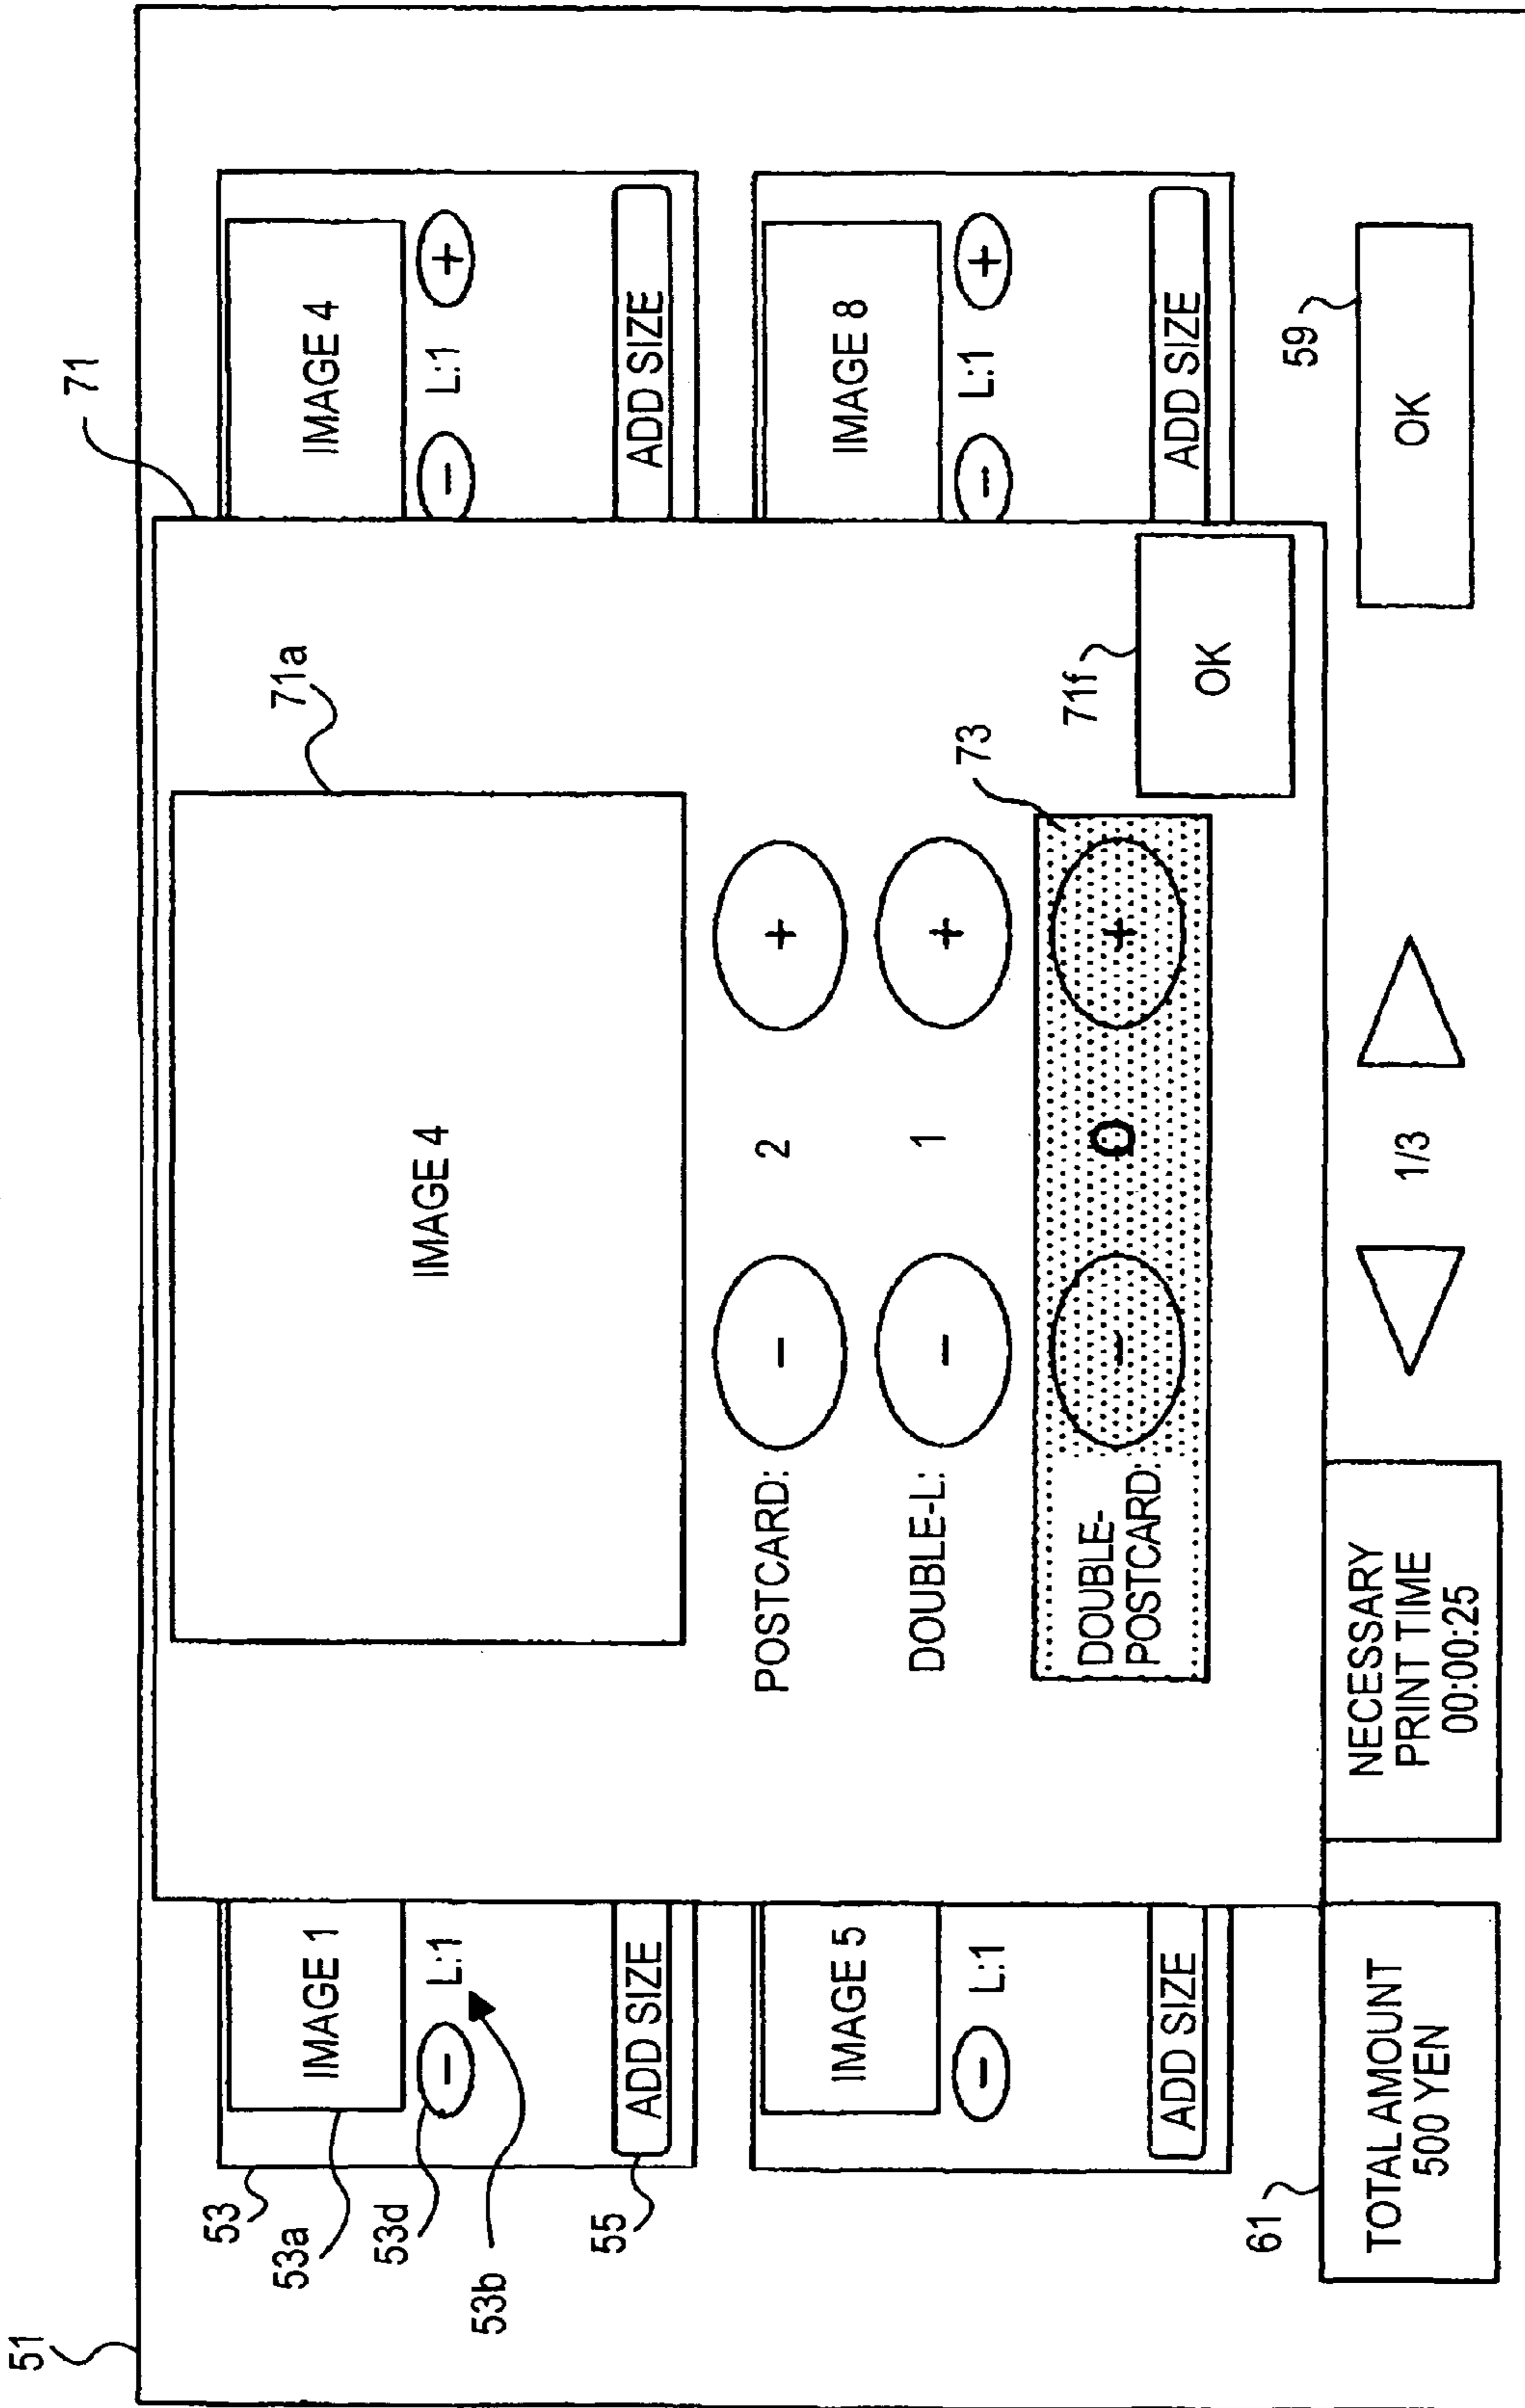 51
71
53
53a
53d
53b
55
IMAGE 1
− L:1
ADD SIZE
71a
IMAGE 4
IMAGE 4
− L:1 +
ADD SIZE
POSTCARD: − 2 +
DOUBLE-L: − 1 +
73
DOUBLE-
POSTCARD: − 0 +
71f
OK
IMAGE 5
− L:1
ADD SIZE
IMAGE 8
− L:1 +
ADD SIZE
61
TOTAL AMOUNT
500 YEN
NECESSARY
PRINT TIME
00:00:25
1/3
59
OK